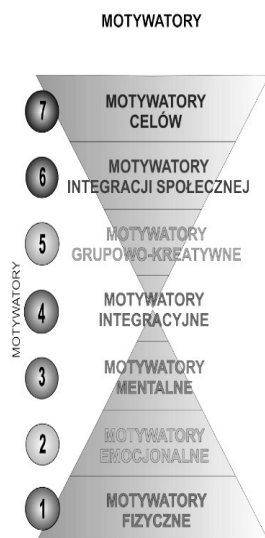 MOTYWATORY
7
MOTYWATORY
CELÓW
6
MOTYWATORY
INTEGRACJI SPOŁECZNEJ
5
MOTYWATORY
GRUPOWO-KREATYWNE
4
MOTYWATORY
INTEGRACYJNE
3
MOTYWATORY
MENTALNE
2
MOTYWATORY
EMOCJONALNE
1
MOTYWATORY
FIZYCZNE
MOTYWATORY